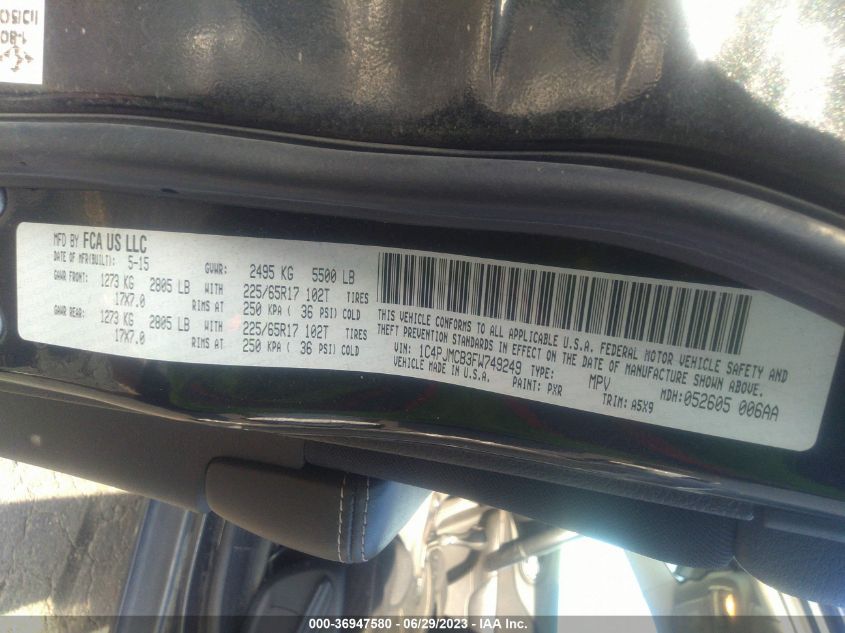 MFD BY FCA US LLC
DATE OF MFR(BUILT): 5-15 GVWR: 2495 KG 5500 LB
GAWR FRONT: 1273 KG 2805 LB WITH 225/65R17 102T TIRES
17X7.0 RIMS AT 250 KPA ( 36 PSI) COLD
GAWR REAR: 1273 KG 2805 LB WITH 225/65R17 102T TIRES
17X7.0 RIMS AT 250 KPA ( 36 PSI) COLD
THIS VEHICLE CONFORMS TO ALL APPLICABLE U.S.A. FEDERAL MOTOR VEHICLE SAFETY AND
THEFT PREVENTION STANDARDS IN EFFECT ON THE DATE OF MANUFACTURE SHOWN ABOVE.
VIN: 1C4PJMCB3FW749249 TYPE: MPV MDH: 052605 006AA
VEHICLE MADE IN U.S.A. PAINT: PXR TRIM: A5X9
000-36947580 - 06/29/2023 - IAA Inc.